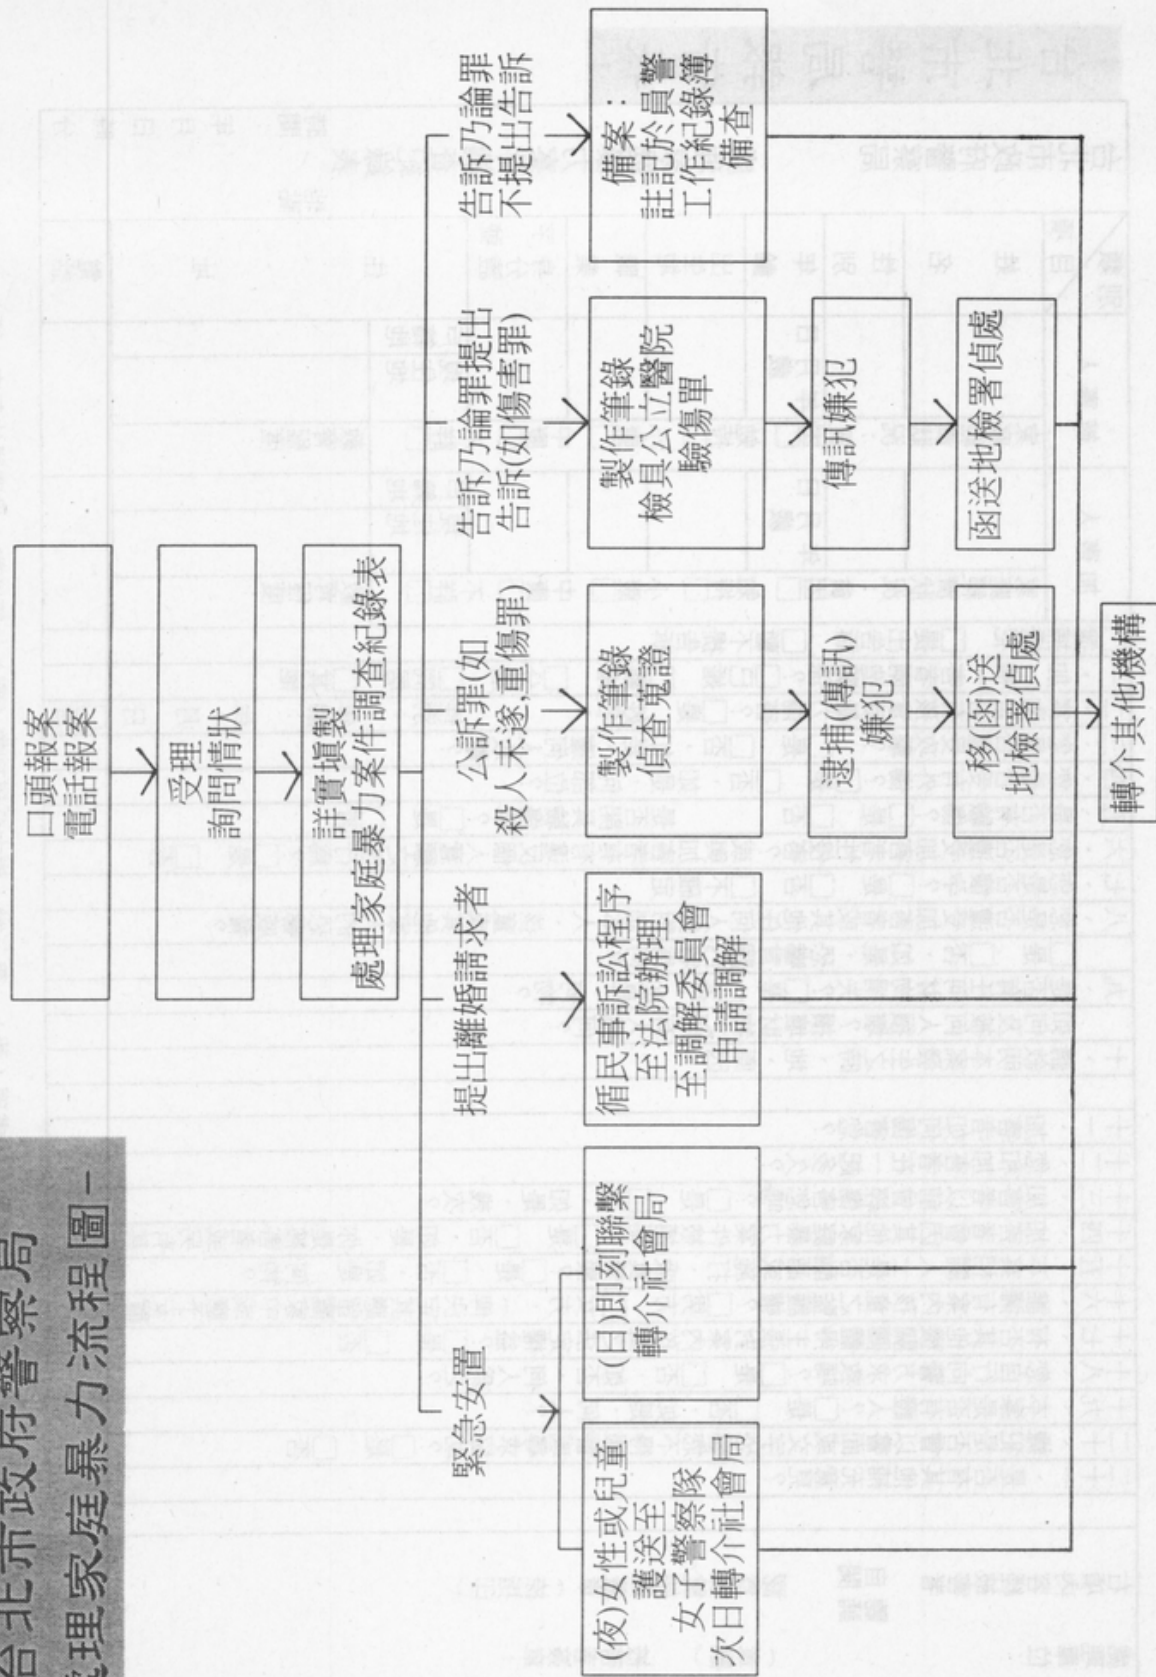 台北市政府警察局
處理家庭暴力流程圖-
口頭報案
電話報案
受理
詢問情狀
詳實填製
處理家庭暴力案件調查紀錄表
緊急安置
(夜)女性或兒童
護送至
女子警察隊
次日轉介社會局
(日)即刻聯繫
轉介社會局
提出離婚請求者
循民事訴訟程序
至法院辦理
至調解委員會
申請調解
公訴罪(如
殺人未遂,重傷罪)
製作筆錄
偵查蒐證
逮捕(傳訊)
嫌犯
移(函)送
地檢署偵處
告訴乃論罪提出
告訴(如傷害罪)
製作筆錄
檢具公立醫院
驗傷單
傳訊嫌犯
函送地檢署偵處
告訴乃論罪
不提出告訴
備案：
註記於員警
工作紀錄簿
備查
轉介其他機構